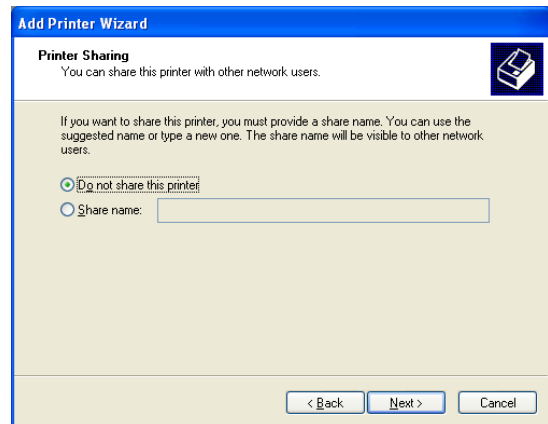 Add Printer Wizard
Printer Sharing
You can share this printer with other network users.
If you want to share this printer, you must provide a share name. You can use the
suggested name or type a new one. The share name will be visible to other network
users.
Do not share this printer
Share name:
< Back Next > Cancel